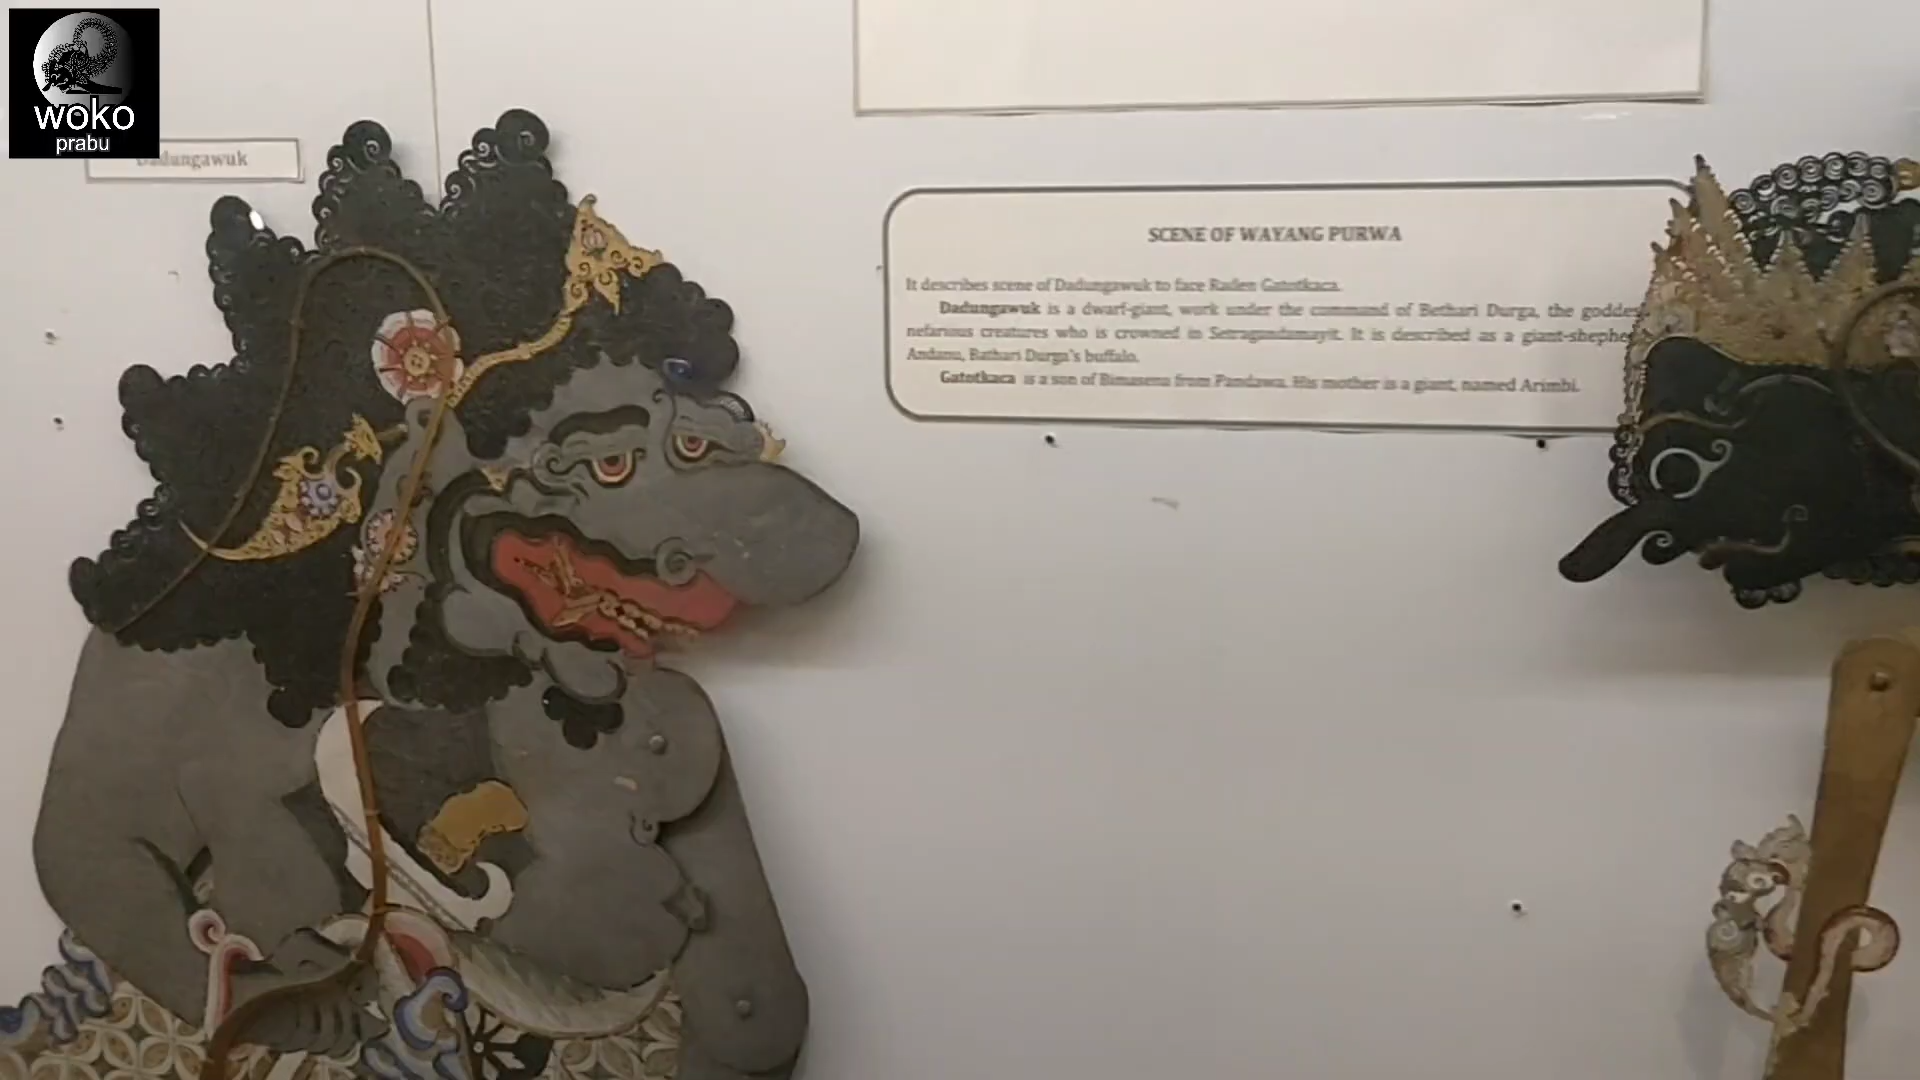 woko
prabu
Dadungawuk
SCENE OF WAYANG PURWA
It describes scene of Dadungawuk to face Raden Gatotkaca.
Dadungawuk is a dwarf-giant, work under the command of Bethari Durga, the goddes
nefarious creatures who is crowned in Setragandamayit. It is described as a giant-shephe
Andanu, Bathari Durga's buffalo.
Gatotkaca is a son of Bimasena from Pandawa. His mother is a giant, named Arimbi.